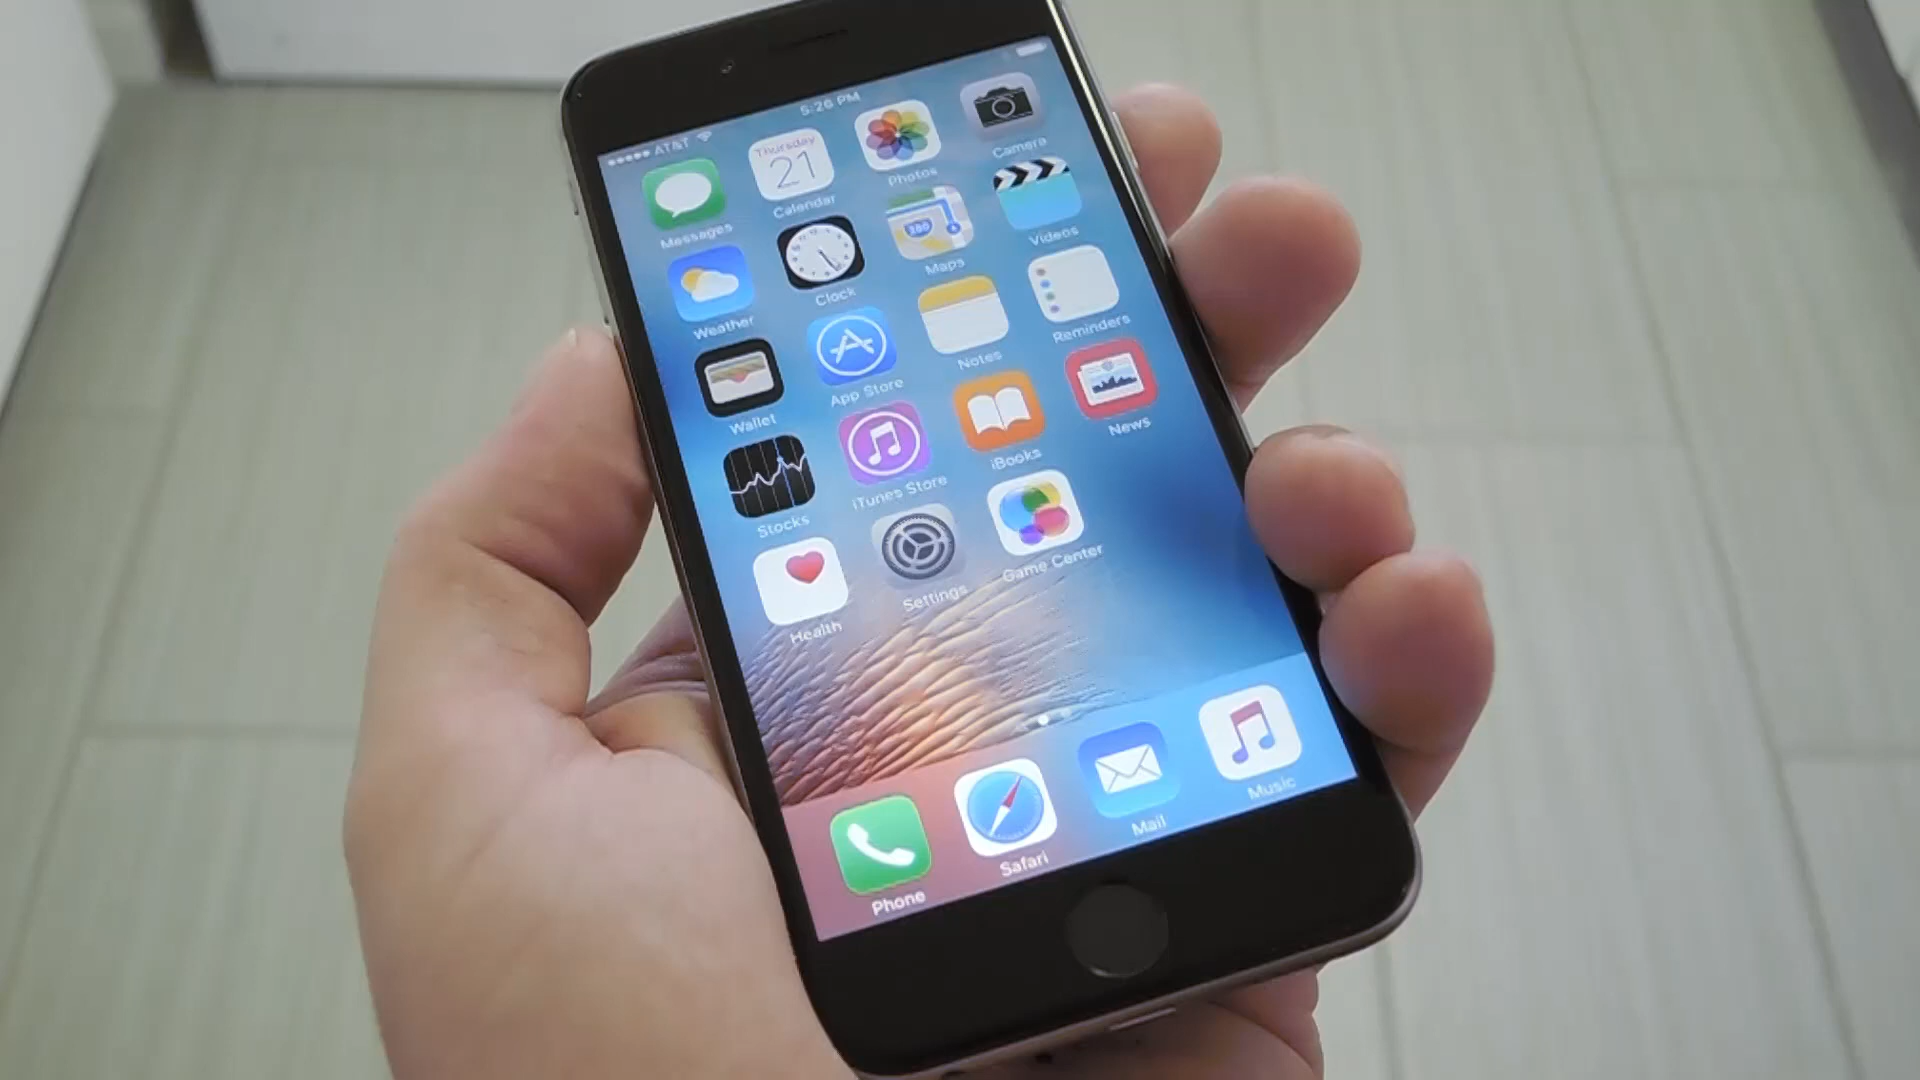 AT&T 5:26 PM
Messages
Thursday
21
Calendar
Photos
Camera
Weather
Clock
280
Maps
Videos
Wallet
App Store
Notes
Reminders
Stocks
iTunes Store
iBooks
News
Health
Settings
Game Center
Phone
Safari
Mail
Music